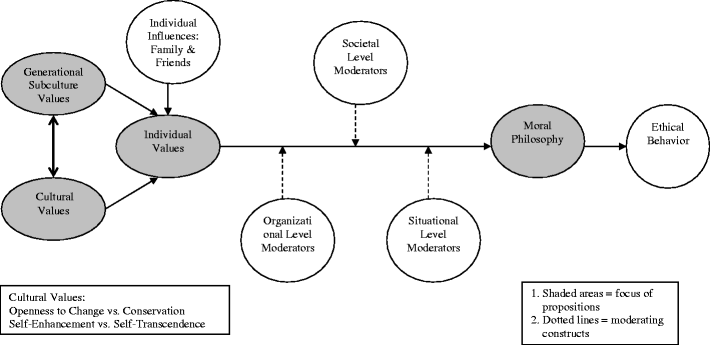 Individual
Influences:
Family &
Friends
Societal
Level
Moderators
Generational
Subculture
Values
Individual
Values
Moral
Philosophy
Ethical
Behavior
Cultural
Values
Organizati
onal Level
Moderators
Situational
Level
Moderators
Cultural Values:
Openness to Change vs. Conservation
Self-Enhancement vs. Self-Transcendence
1. Shaded areas = focus of
propositions
2. Dotted lines = moderating
constructs